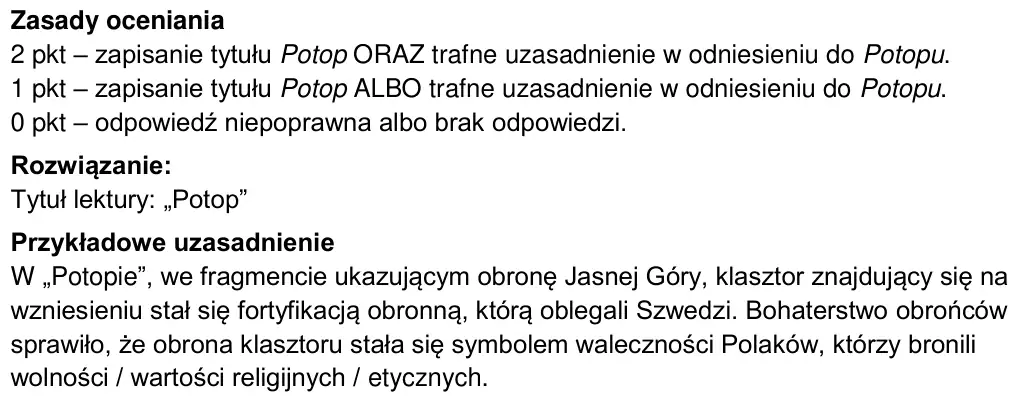 Zasady oceniania
2 pkt – zapisanie tytułu Potop ORAZ trafne uzasadnienie w odniesieniu do Potopu.
1 pkt – zapisanie tytułu Potop ALBO trafne uzasadnienie w odniesieniu do Potopu.
0 pkt – odpowiedź niepoprawna albo brak odpowiedzi.
Rozwiązanie:
Tytuł lektury: „Potop”
Przykładowe uzasadnienie
W „Potopie”, we fragmencie ukazującym obronę Jasnej Góry, klasztor znajdujący się na
wzniesieniu stał się fortyfikacją obronną, którą oblegali Szwedzi. Bohaterstwo obrońców
sprawiło, że obrona klasztoru stała się symbolem waleczności Polaków, którzy bronili
wolności / wartości religijnych / etycznych.